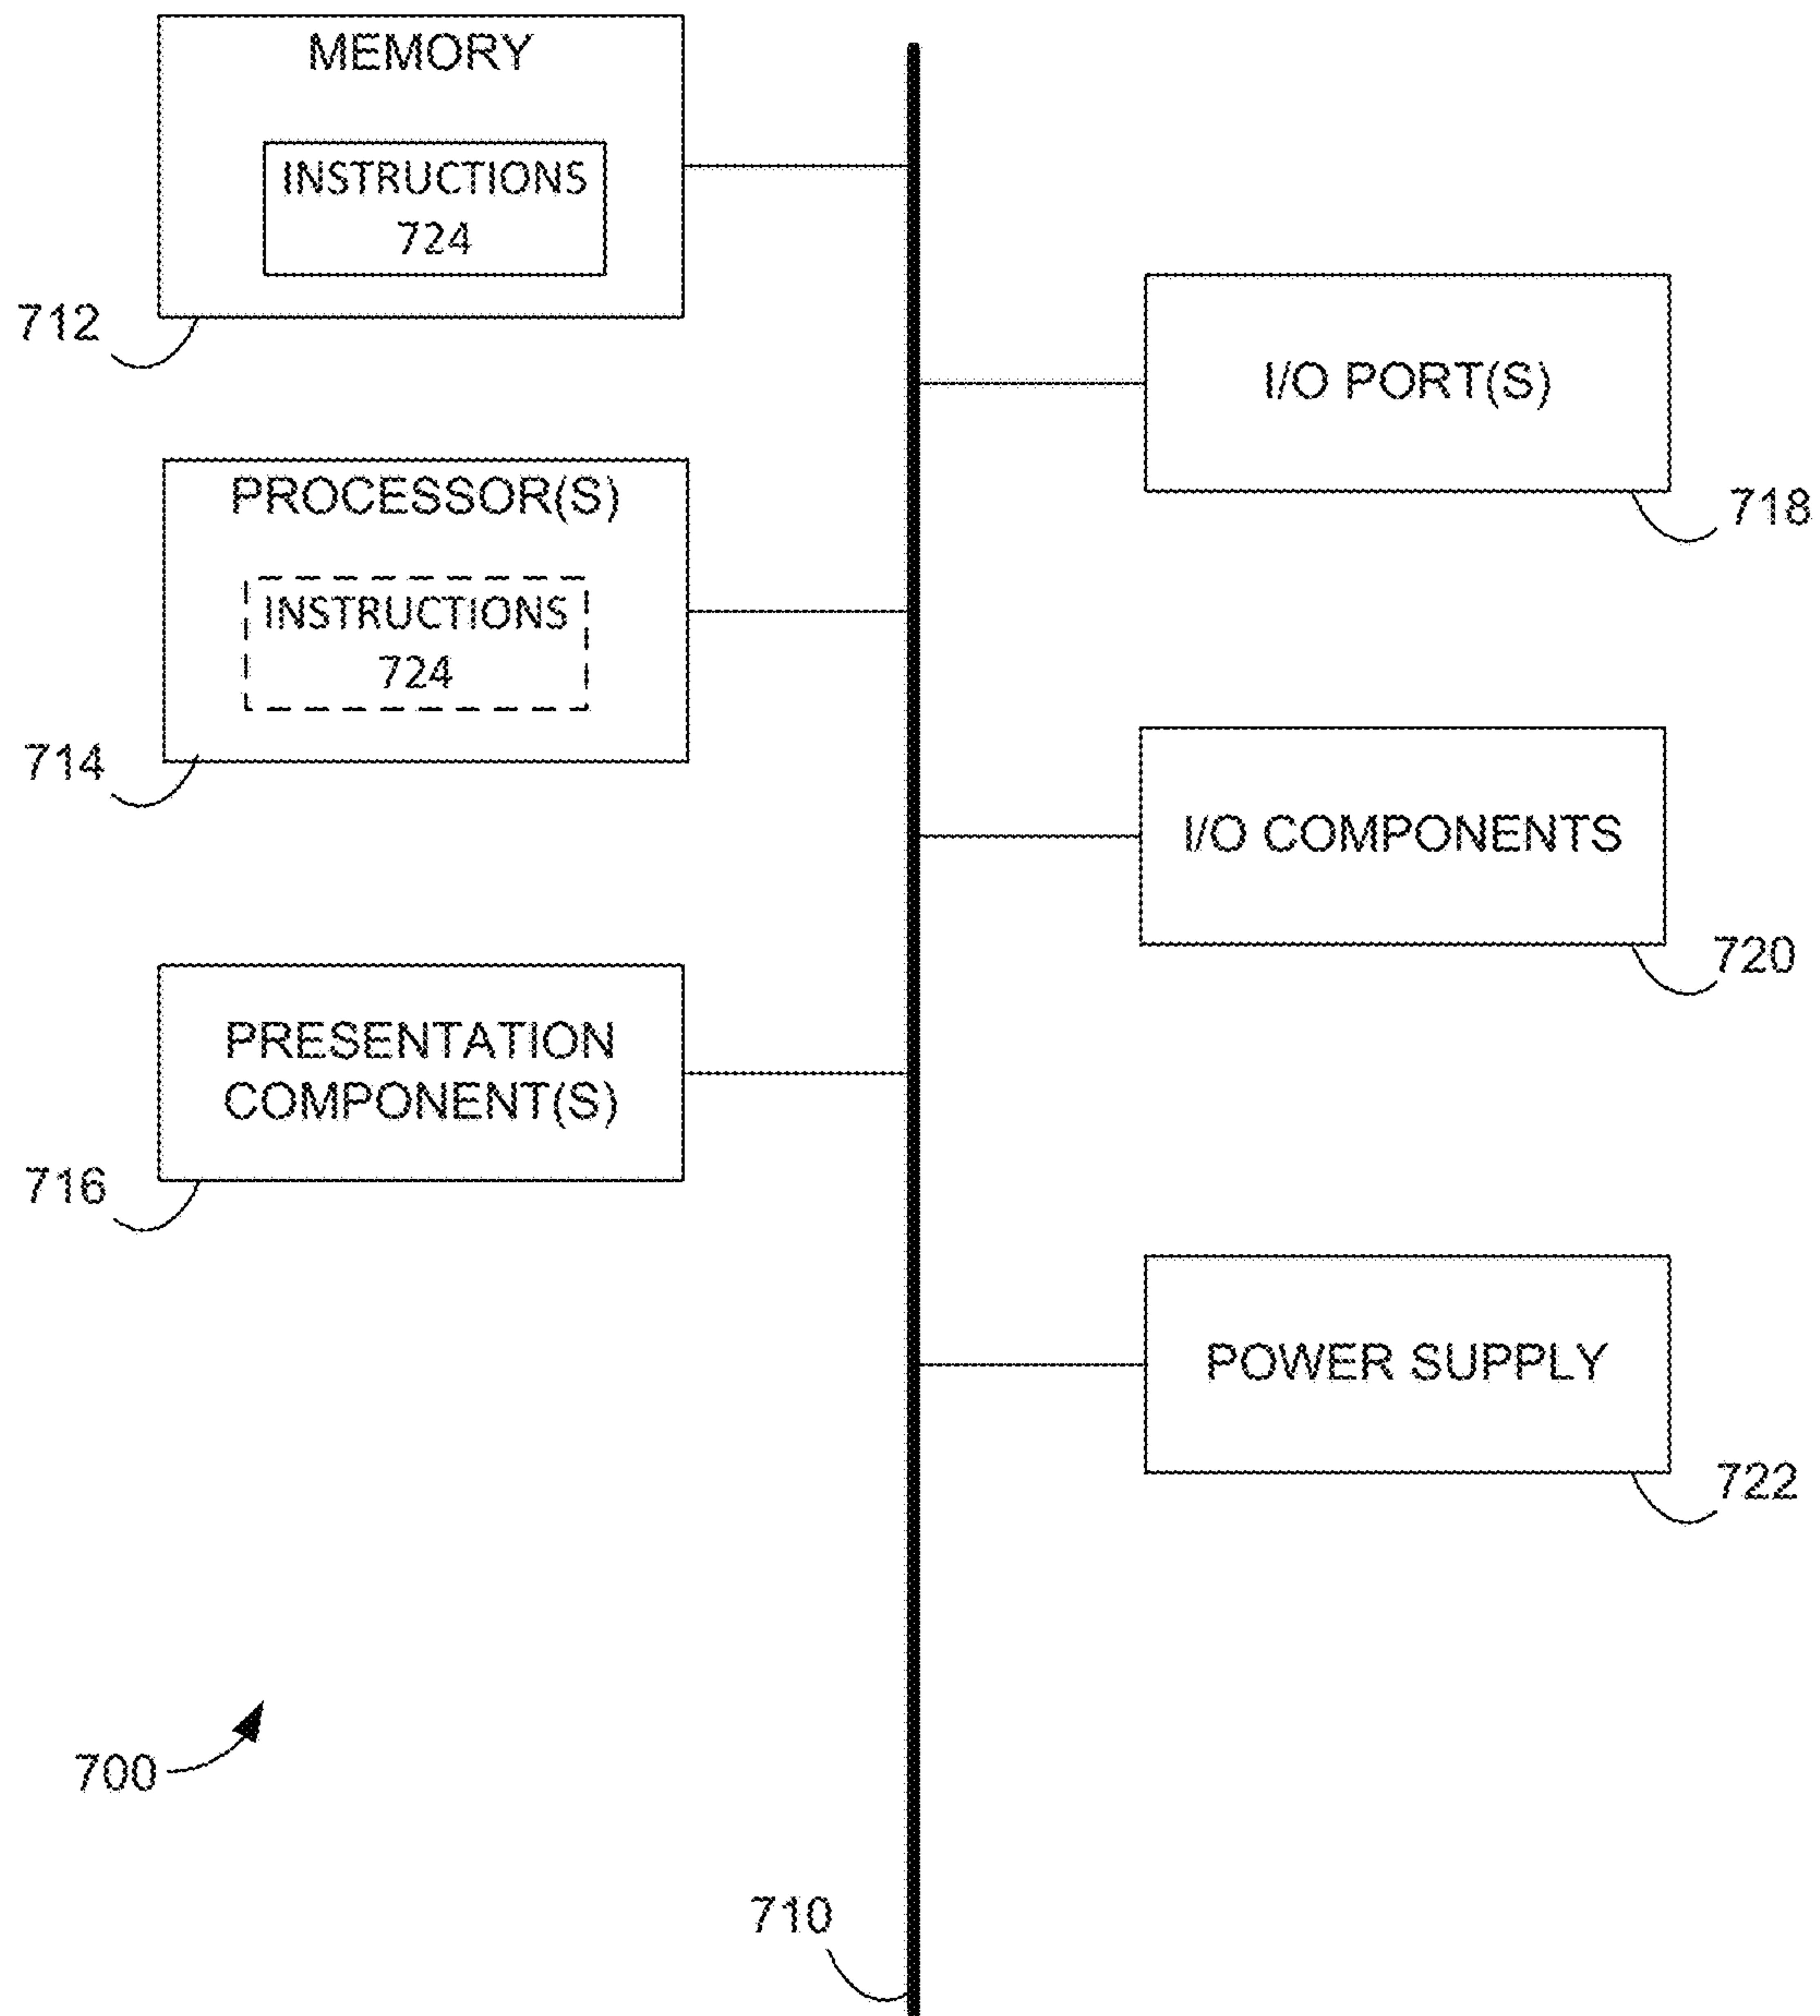 MEMORY
INSTRUCTIONS
724
712
PROCESSOR(S)
INSTRUCTIONS
724
714
PRESENTATION
COMPONENT(S)
716
I/O PORT(S)
718
I/O COMPONENTS
720
POWER SUPPLY
722
700
710